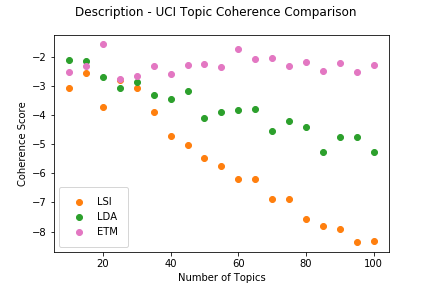 Description - UCI Topic Coherence Comparison
Coherence Score
−2
−3
−4
−5
−6
−7
−8
LSI
LDA
ETM
20 40 60 80 100
Number of Topics